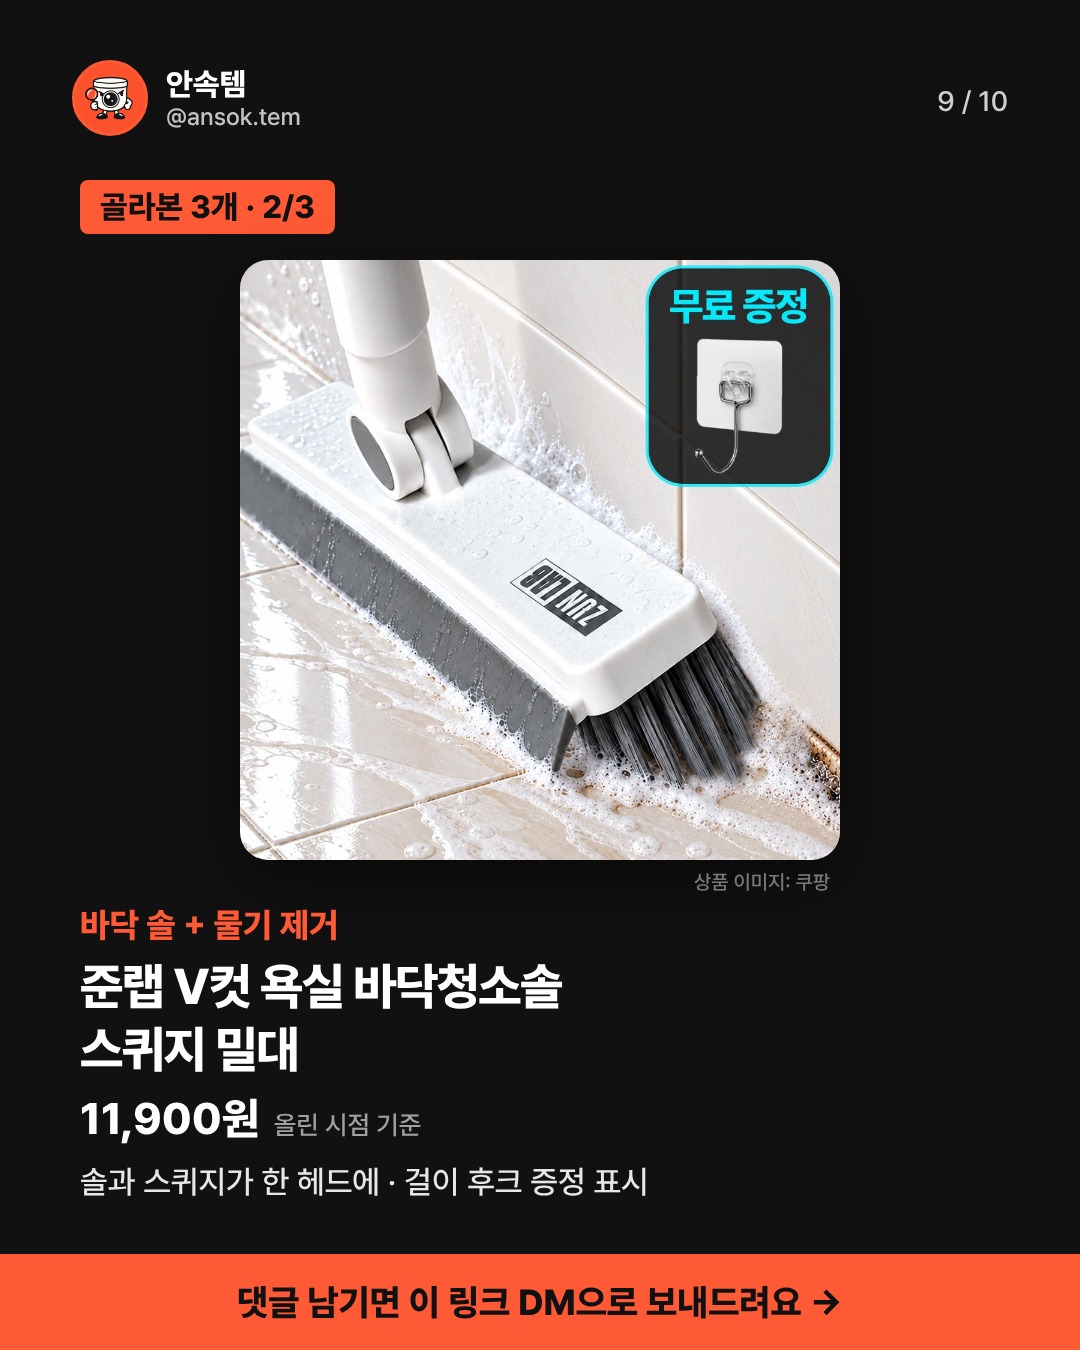 안속템
@ansok.tem
9 / 10
골라본 3개 · 2/3
무료 증정
ZUN LAB
상품 이미지: 쿠팡
바닥 솔 + 물기 제거
준랩 V컷 욕실 바닥청소솔
스퀴지 밀대
11,900원 올린 시점 기준
솔과 스퀴지가 한 헤드에 · 걸이 후크 증정 표시
댓글 남기면 이 링크 DM으로 보내드려요 →